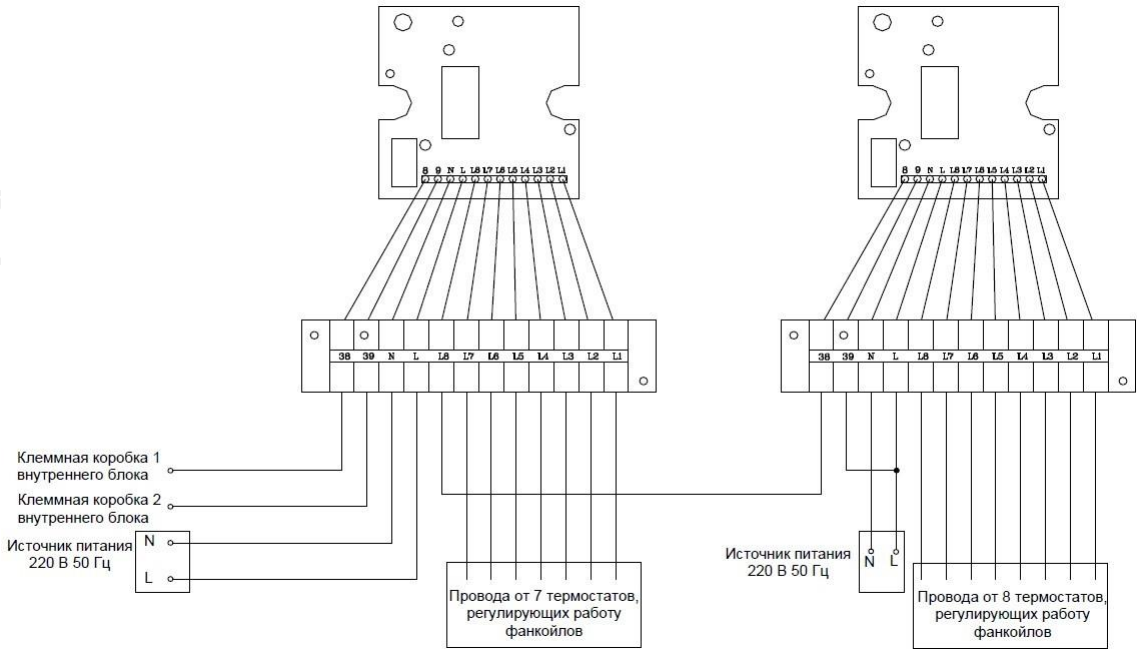 8 9 N L L8 L7 L6 L5 L4 L3 L2 L1
8 9 N L L8 L7 L6 L5 L4 L3 L2 L1
38 39 N L L8 L7 L6 L5 L4 L3 L2 L1
38 39 N L L8 L7 L6 L5 L4 L3 L2 L1
Клеммная коробка 1
внутреннего блока
Клеммная коробка 2
внутреннего блока
Источник питания
220 В 50 Гц
N
L
Провода от 7 термостатов,
регулирующих работу
фанкойлов
Источник питания
220 В 50 Гц
N L
Провода от 8 термостатов,
регулирующих работу
фанкойлов